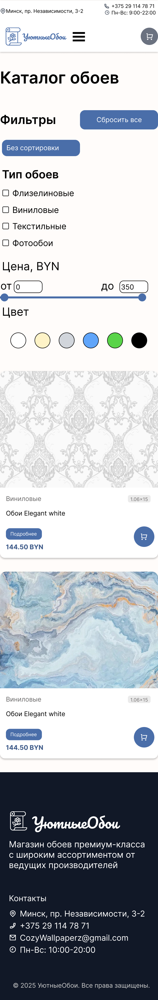 Минск, пр. Независимости, 3-2
+375 29 114 78 71
Пн-Вс: 9:00-22:00
УютныеОбои
Каталог обоев
Фильтры
Сбросить все
Без сортировки
Тип обоев
Флизелиновые
Виниловые
Текстильные
Фотообои
Цена, BYN
от 0
до 350
Цвет
Виниловые
1.06×15
Обои Elegant white
Подробнее
144.50 BYN
Виниловые
1.06×15
Обои Elegant white
Подробнее
144.50 BYN
УютныеОбои
Магазин обоев премиум-класса
с широким ассортиментом от
ведущих производителей
Контакты
Минск, пр. Независимости, 3-2
+375 29 114 78 71
CozyWallpaperz@gmail.com
Пн-Вс: 10:00-20:00
© 2025 УютныеОбои. Все права защищены.